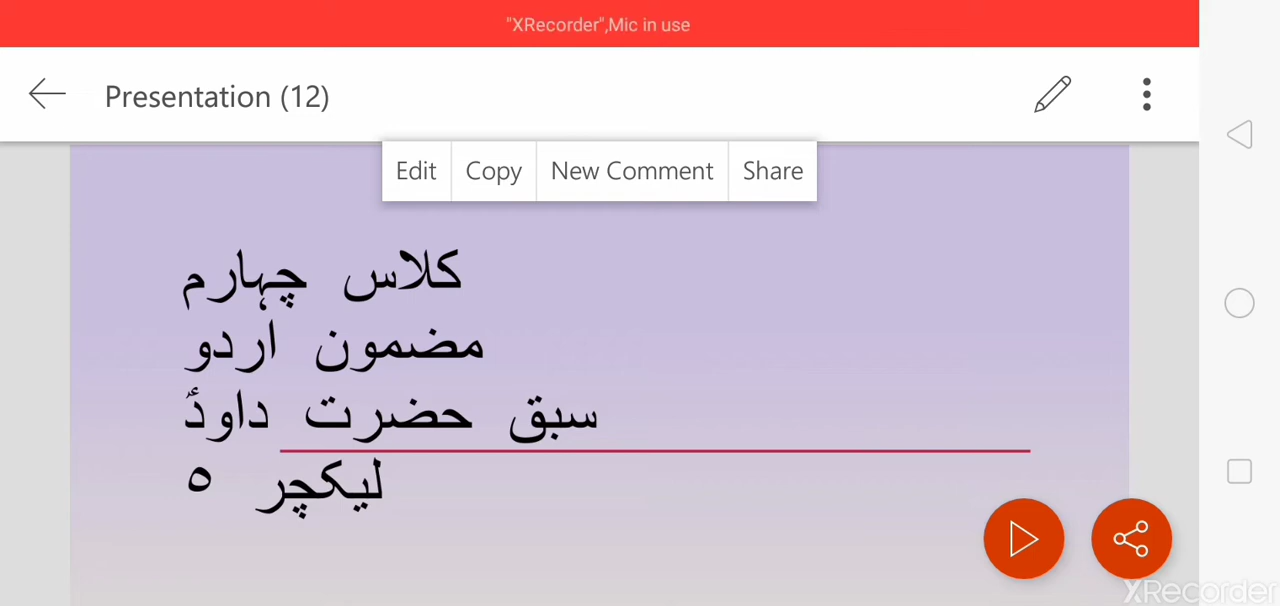 "XRecorder",Mic in use
Presentation (12)
Edit Copy New Comment Share
کلاس چہارم
مضمون اردو
سبق حضرت داودؑ
لیکچر ۵
XRecorder